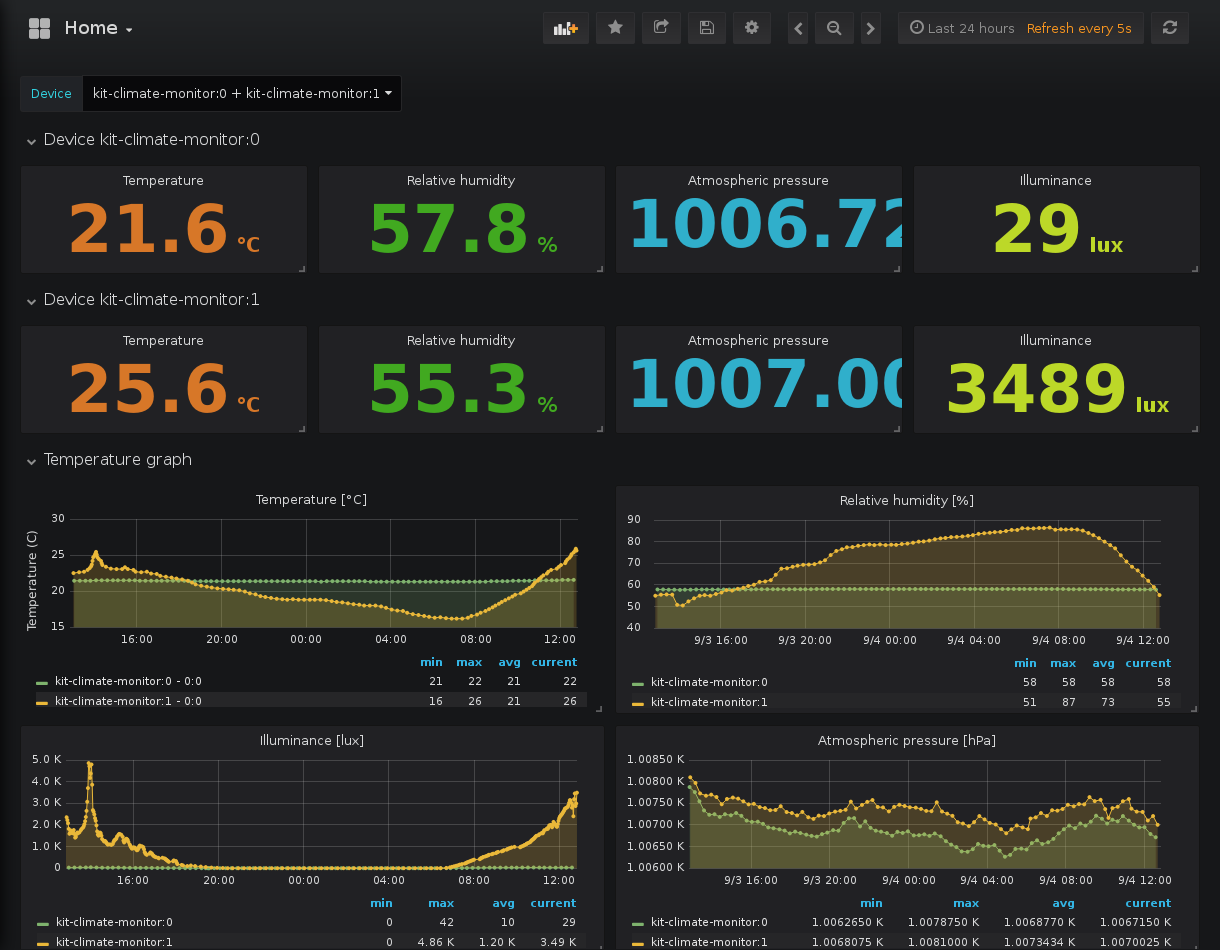 Home
Last 24 hours Refresh every 5s
Device kit-climate-monitor:0 + kit-climate-monitor:1
Device kit-climate-monitor:0
Temperature Relative humidity Atmospheric pressure Illuminance
21.6 °C 57.8 % 1006.72 29 lux
Device kit-climate-monitor:1
Temperature Relative humidity Atmospheric pressure Illuminance
25.6 °C 55.3 % 1007.00 3489 lux
Temperature graph
Temperature [°C]
Temperature (C)
30
25
20
15
16:00 20:00 00:00 04:00 08:00 12:00
min max avg current
kit-climate-monitor:0 - 0:0 21 22 21 22
kit-climate-monitor:1 - 0:0 16 26 21 26
Relative humidity [%]
90
80
70
60
50
40
9/3 16:00 9/3 20:00 9/4 00:00 9/4 04:00 9/4 08:00 9/4 12:00
min max avg current
kit-climate-monitor:0 58 58 58 58
kit-climate-monitor:1 51 87 73 55
Illuminance [lux]
5.0 K
4.0 K
3.0 K
2.0 K
1.0 K
0
16:00 20:00 00:00 04:00 08:00 12:00
min max avg current
kit-climate-monitor:0 0 42 10 29
kit-climate-monitor:1 0 4.86 K 1.20 K 3.49 K
Atmospheric pressure [hPa]
1.00850 K
1.00800 K
1.00750 K
1.00700 K
1.00650 K
1.00600 K
9/3 16:00 9/3 20:00 9/4 00:00 9/4 04:00 9/4 08:00 9/4 12:00
min max avg current
kit-climate-monitor:0 1.0062650 K 1.0078750 K 1.0068770 K 1.0067150 K
kit-climate-monitor:1 1.0068075 K 1.0081000 K 1.0073434 K 1.0070025 K